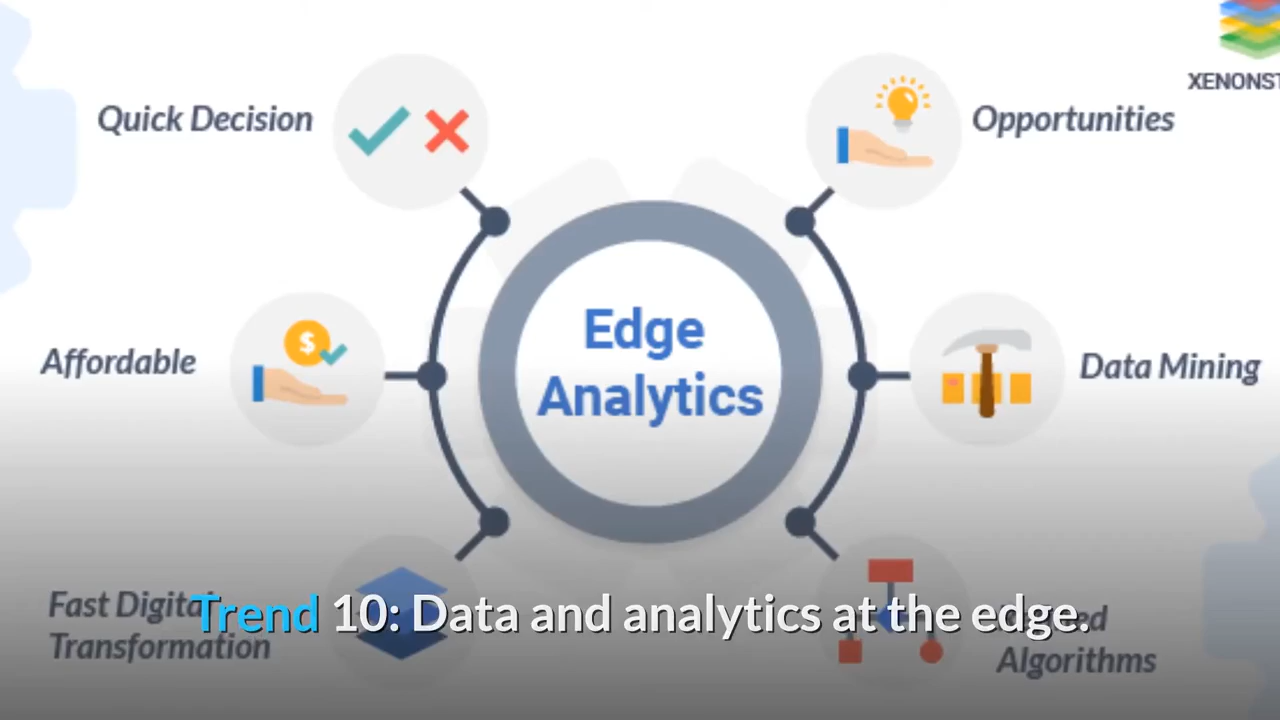 XENONST
Quick Decision
Opportunities
Edge
Analytics
Affordable
Data Mining
Fast Digita
Transformation
Trend 10: Data and analytics at the edge.
Algorithms